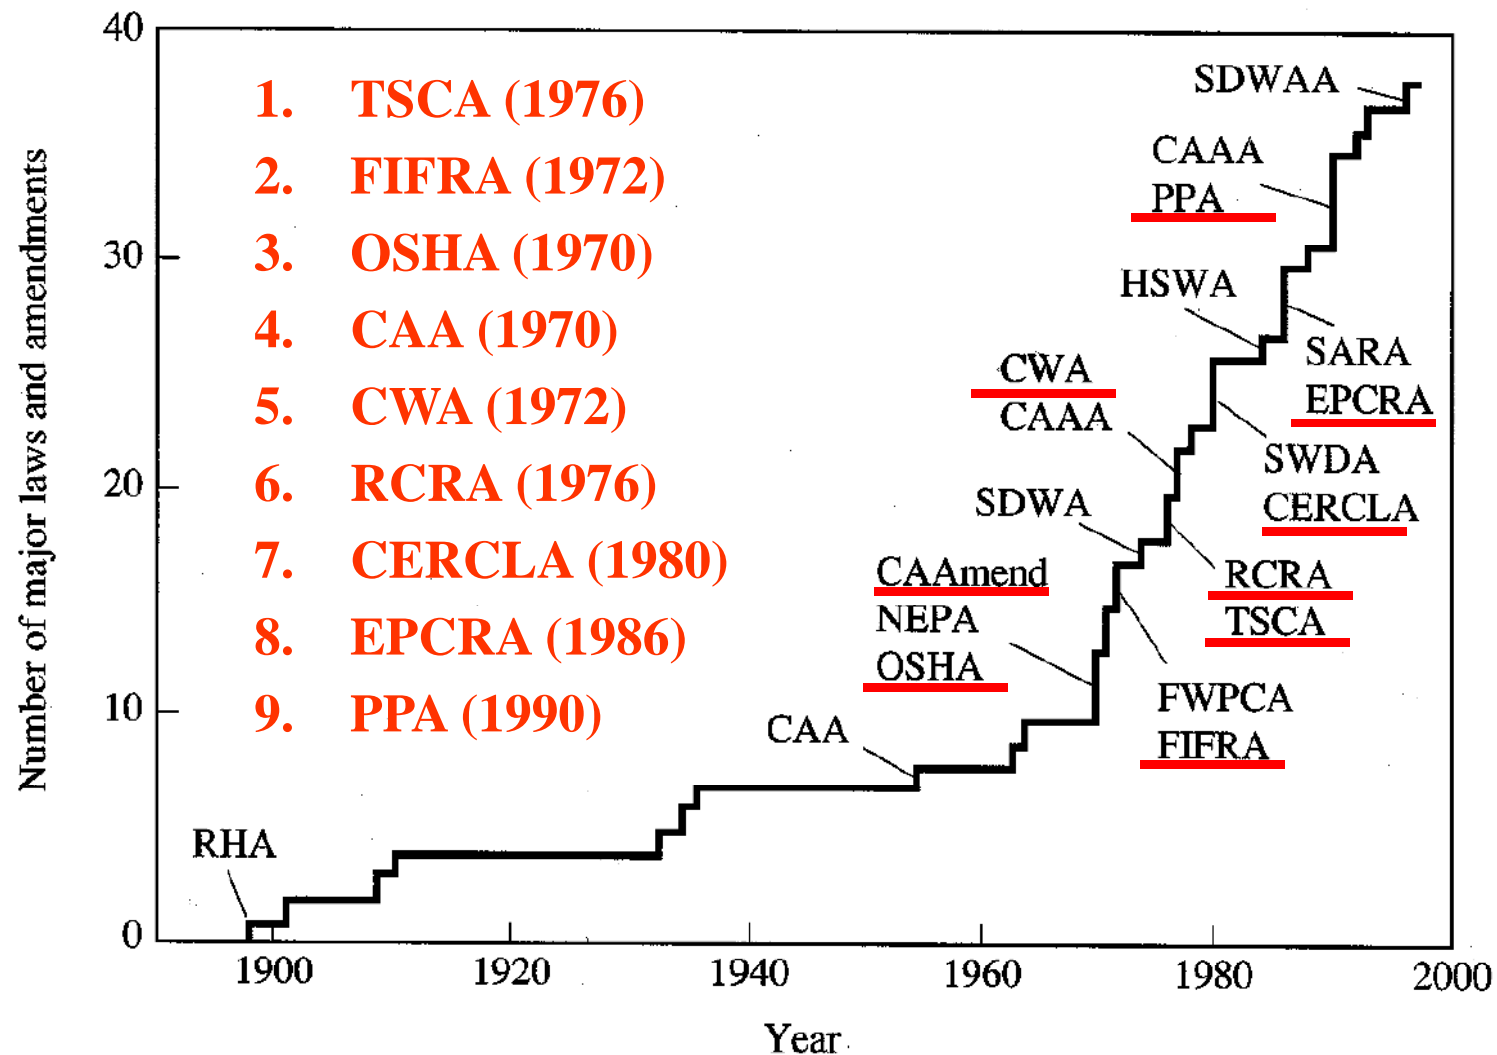 Number of major laws and amendments
40
30
20
10
0
1. TSCA (1976)
2. FIFRA (1972)
3. OSHA (1970)
4. CAA (1970)
5. CWA (1972)
6. RCRA (1976)
7. CERCLA (1980)
8. EPCRA (1986)
9. PPA (1990)
SDWAA
CAAA
PPA
HSWA
SARA
EPCRA
CWA
CAAA
SWDA
CERCLA
SDWA
RCRA
TSCA
CAAmend
NEPA
OSHA
FWPCA
FIFRA
CAA
RHA
1900 1920 1940 1960 1980 2000
Year